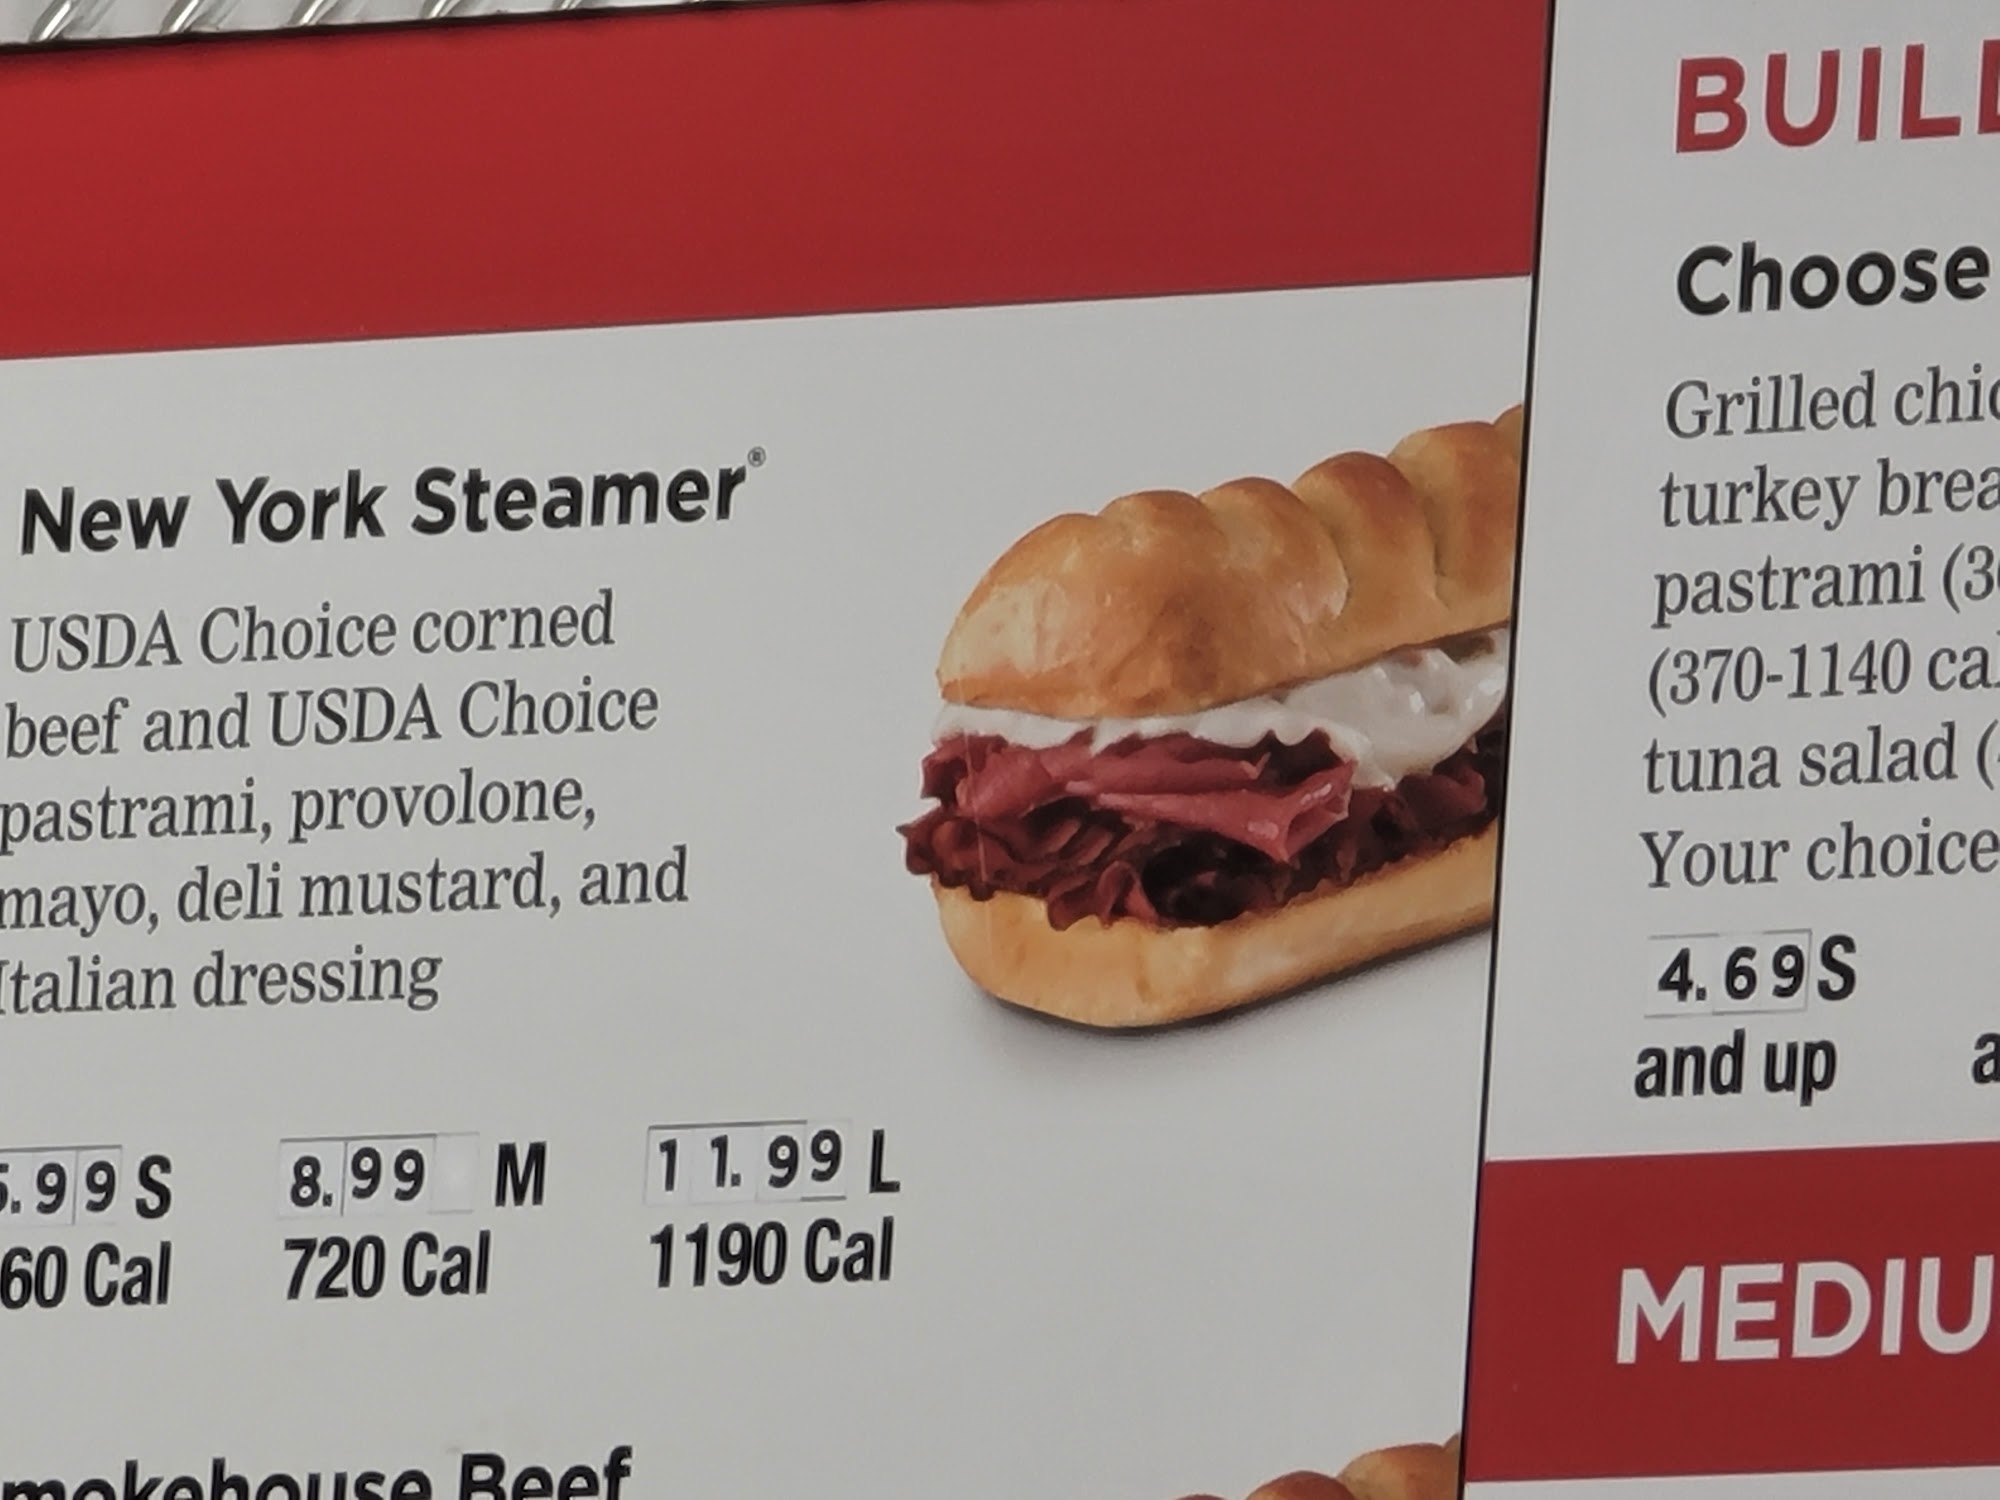 New York Steamer®
USDA Choice corned
beef and USDA Choice
pastrami, provolone,
mayo, deli mustard, and
Italian dressing
.99 S 8.99 M 11.99 L
60 Cal 720 Cal 1190 Cal
mokehouse Beef
BUILD
Choose
Grilled chic
turkey brea
pastrami (3
(370-1140 cal
tuna salad (
Your choice
4.69 S
and up a
MEDIU